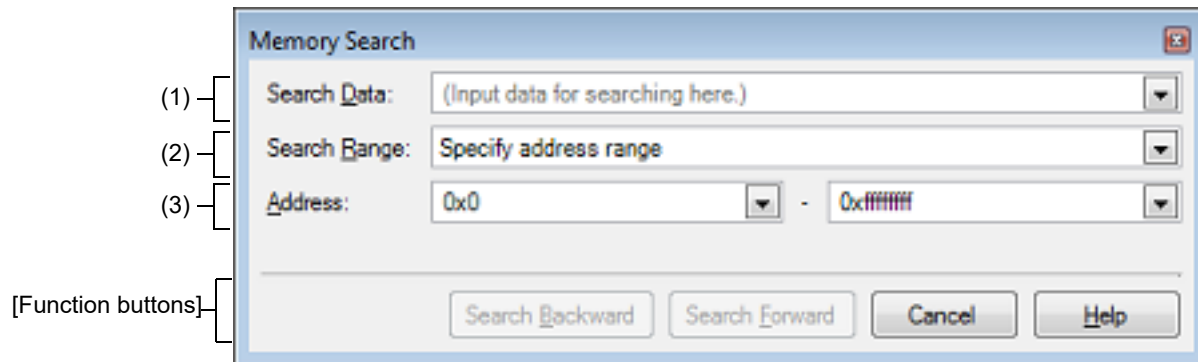 Memory Search
(1) Search Data: (Input data for searching here.)
(2) Search Range: Specify address range
(3) Address: 0x0 - 0xffffffff
[Function buttons] Search Backward Search Forward Cancel Help